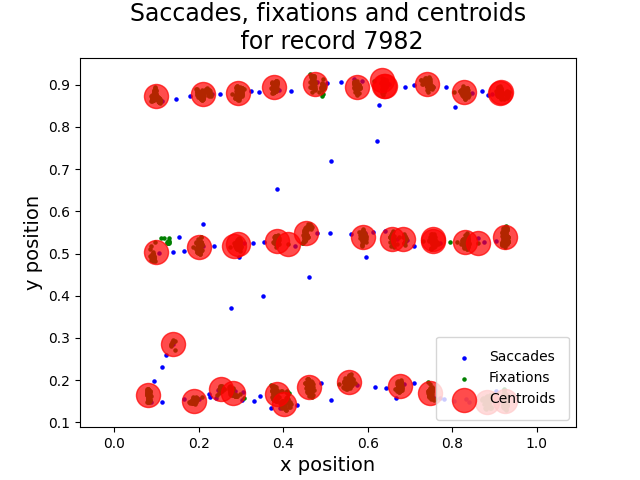 Saccades, fixations and centroids
for record 7982
y position
0.9
0.8
0.7
0.6
0.5
0.4
0.3
0.2
0.1
Saccades
Fixations
Centroids
0.0 0.2 0.4 0.6 0.8 1.0
x position